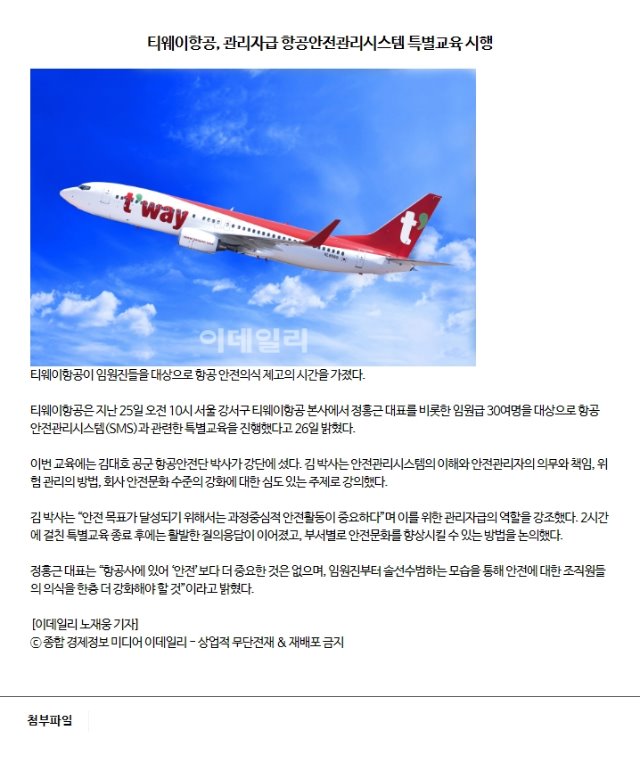 티웨이항공, 관리자급 항공안전관리시스템 특별교육 시행
t'way
t'
이데일리
티웨이항공이 임원진들을 대상으로 항공 안전의식 제고의 시간을 가졌다.
티웨이항공은 지난 25일 오전 10시 서울 강서구 티웨이항공 본사에서 정홍근 대표를 비롯한 임원급 30여명을 대상으로 항공
안전관리시스템(SMS)과 관련한 특별교육을 진행했다고 26일 밝혔다.
이번 교육에는 김대호 공군 항공안전단 박사가 강단에 섰다. 김 박사는 안전관리시스템의 이해와 안전관리자의 의무와 책임, 위
험 관리의 방법, 회사 안전문화 수준의 강화에 대한 심도 있는 주제로 강의했다.
김 박사는 “안전 목표가 달성되기 위해서는 과정중심적 안전활동이 중요하다”며 이를 위한 관리자급의 역할을 강조했다. 2시간
에 걸친 특별교육 종료 후에는 활발한 질의응답이 이어졌고, 부서별로 안전문화를 향상시킬 수 있는 방법을 논의했다.
정홍근 대표는 “항공사에 있어 ‘안전’보다 더 중요한 것은 없으며, 임원진부터 솔선수범하는 모습을 통해 안전에 대한 조직원들
의 의식을 한층 더 강화해야 할 것”이라고 밝혔다.
[이데일리 노재웅 기자]
ⓒ 종합 경제정보 미디어 이데일리 - 상업적 무단전재 & 재배포 금지
첨부파일